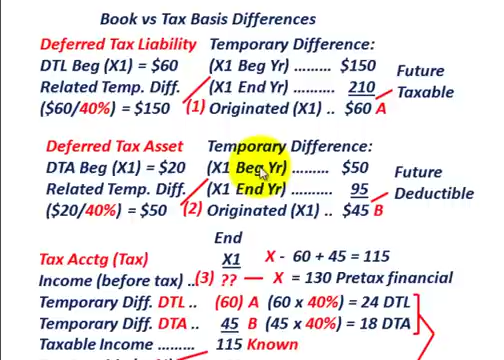 Book vs Tax Basis Differences
Deferred Tax Liability Temporary Difference:
DTL Beg (X1) = $60 (X1 Beg Yr) ......... $150 Future
Related Temp. Diff. (X1 End Yr) .......... 210 Taxable
($60/40%) = $150 (1) Originated (X1) .. $60 A
Deferred Tax Asset Temporary Difference:
DTA Beg (X1) = $20 (X1 Beg Yr) ......... $50 Future
Related Temp. Diff. (X1 End Yr) .......... 95 Deductible
($20/40%) = $50 (2) Originated (X1) .. $45 B
End
Tax Acctg (Tax) X1 X - 60 + 45 = 115
Income (before tax) .. (3) ?? — X = 130 Pretax financial
Temporary Diff. DTL .. (60) A (60 x 40%) = 24 DTL
Temporary Diff. DTA .. 45 B (45 x 40%) = 18 DTA
Taxable Income ......... 115 Known